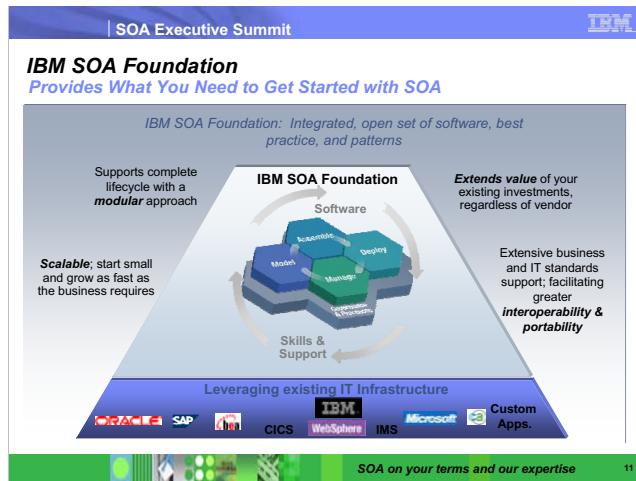 SOA Executive Summit
IBM
IBM SOA Foundation
Provides What You Need to Get Started with SOA
IBM SOA Foundation: Integrated, open set of software, best
practice, and patterns
Supports complete
lifecycle with a
modular approach
Scalable; start small
and grow as fast as
the business requires
IBM SOA Foundation
Software
Assemble
Model
Deploy
Manage
Governance
& Processes
Skills &
Support
Extends value of your
existing investments,
regardless of vendor
Extensive business
and IT standards
support; facilitating
greater
interoperability &
portability
Leveraging existing IT Infrastructure
ORACLE
SAP
bea
CICS
IBM
WebSphere
IMS
Microsoft
Custom
Apps.
SOA on your terms and our expertise
11